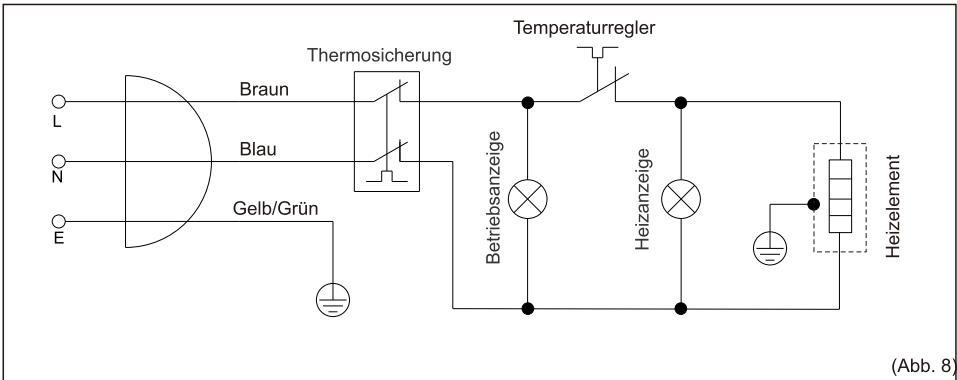 Temperaturregler
Thermosicherung
Braun
L
Blau
N
Gelb/Grün
E
Betriebsanzeige
Heizanzeige
Heizelement
(Abb. 8)